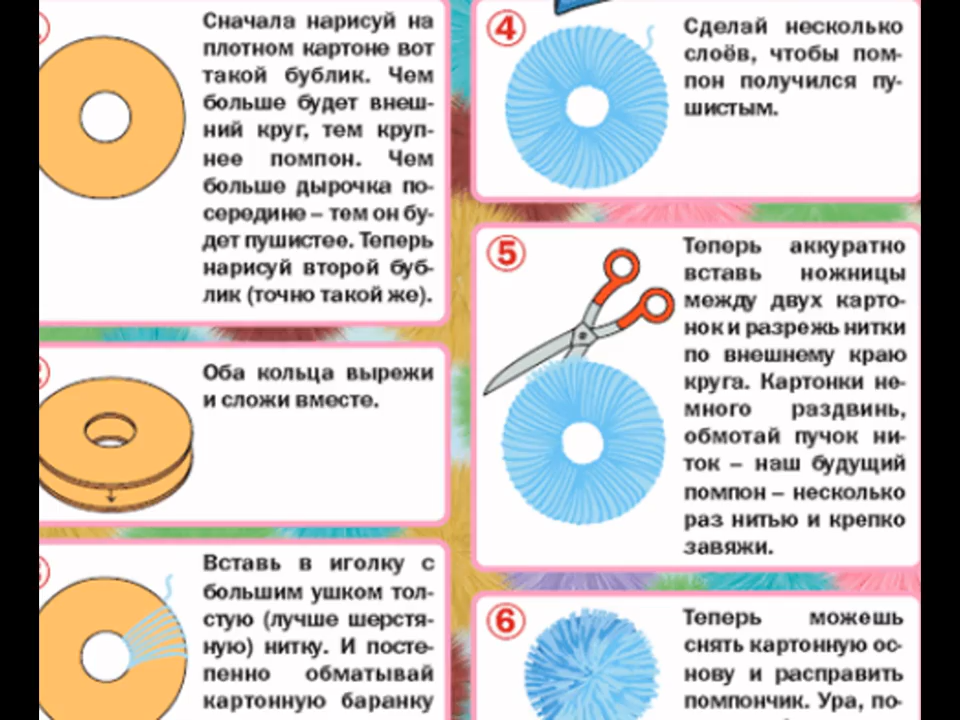 Сначала нарисуй на
плотном картоне вот
такой бублик. Чем
больше будет внеш-
ний круг, тем круп-
нее помпон. Чем
больше дырочка по-
середине – тем он бу-
дет пушистее. Теперь
нарисуй второй буб-
лик (точно такой же).
Оба кольца вырежи
и сложи вместе.
Вставь в иголку с
большим ушком тол-
стую (лучше шерстя-
ную) нитку. И посте-
пенно обматывай
картонную баранку
4
Сделай несколько
слоёв, чтобы пом-
пон получился пу-
шистым.
5
Теперь аккуратно
вставь ножницы
между двух карто-
нок и разрежь нитки
по внешнему краю
круга. Картонки не-
много раздвинь,
обмотай пучок ни-
ток – наш будущий
помпон – несколько
раз нитью и крепко
завяжи.
6
Теперь можешь
снять картонную ос-
нову и расправить
помпончик. Ура, по-